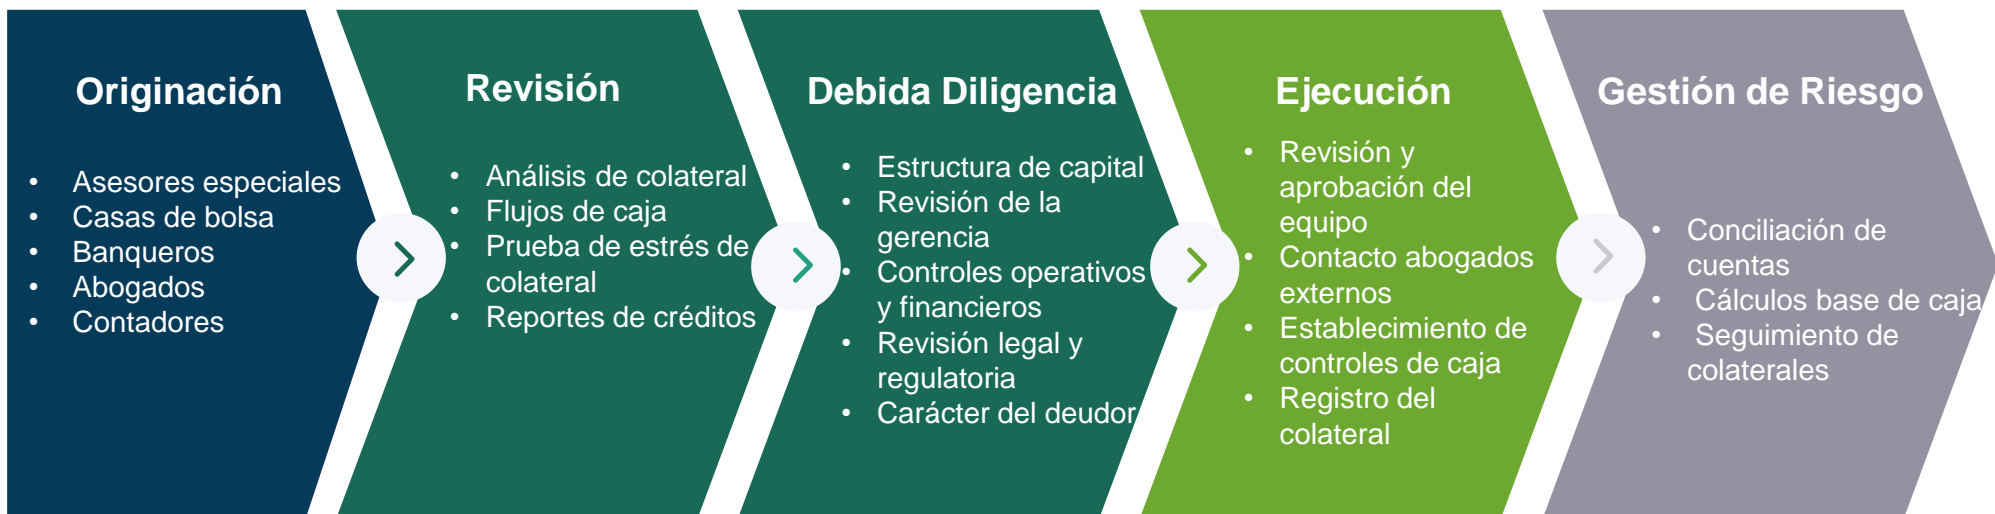 Originación
• Asesores especiales
• Casas de bolsa
• Banqueros
• Abogados
• Contadores
Revisión
• Análisis de colateral
• Flujos de caja
• Prueba de estrés de
colateral
• Reportes de créditos
Debida Diligencia
• Estructura de capital
• Revisión de la
gerencia
• Controles operativos
y financieros
• Revisión legal y
regulatoria
• Carácter del deudor
Ejecución
• Revisión y
aprobación del
equipo
• Contacto abogados
externos
• Establecimiento de
controles de caja
• Registro del
colateral
Gestión de Riesgo
• Conciliación de
cuentas
• Cálculos base de caja
• Seguimiento de
colaterales